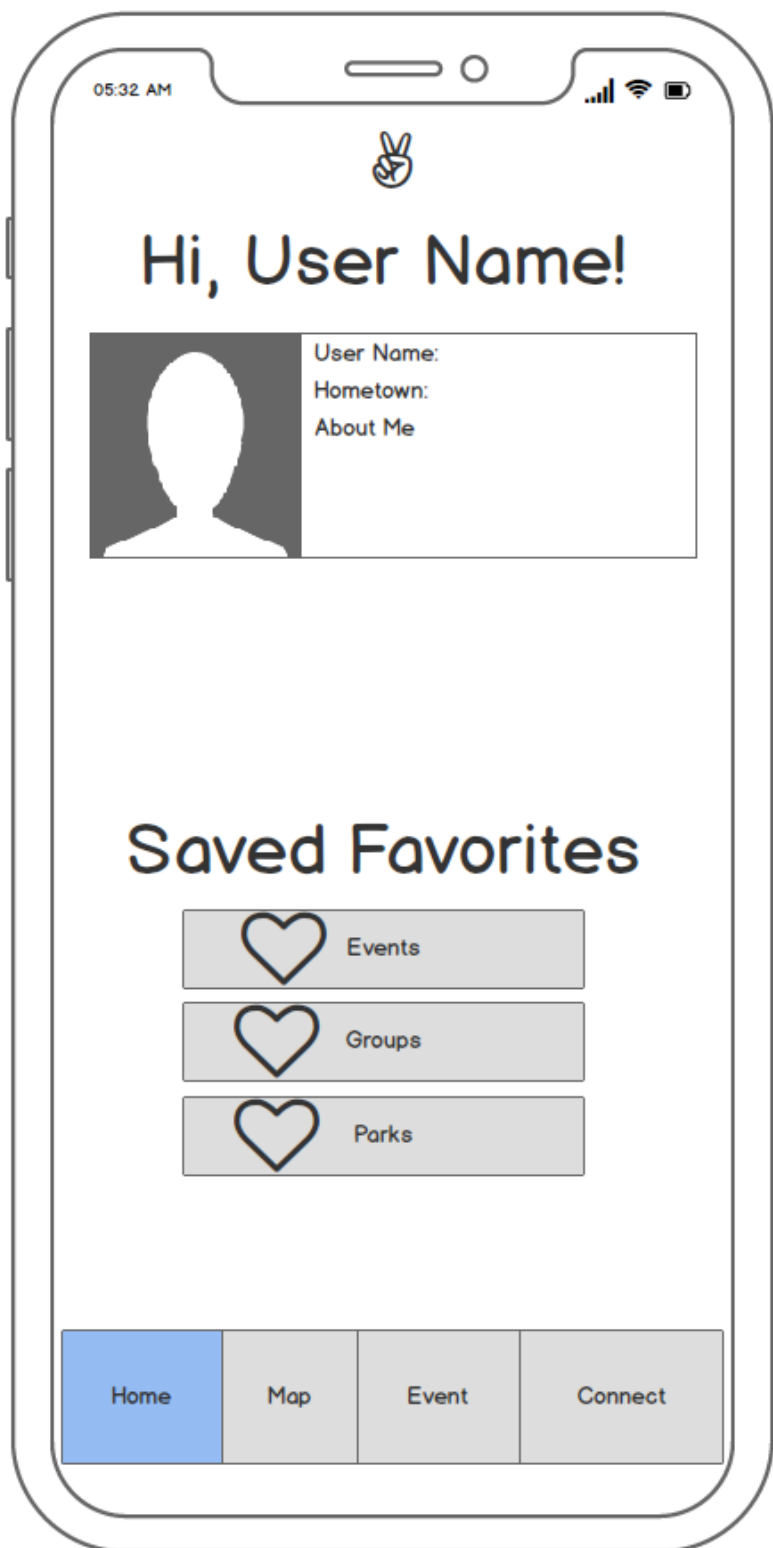 05:32 AM
Hi, User Name!
User Name:
Hometown:
About Me
Saved Favorites
Events
Groups
Parks
Home Map Event Connect